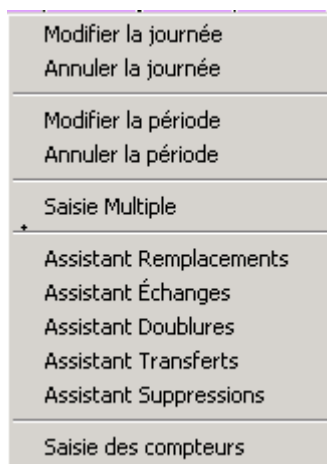 Modifier la journée
Annuler la journée
Modifier la période
Annuler la période
Saisie Multiple
Assistant Remplacements
Assistant Échanges
Assistant Doublures
Assistant Transferts
Assistant Suppressions
Saisie des compteurs